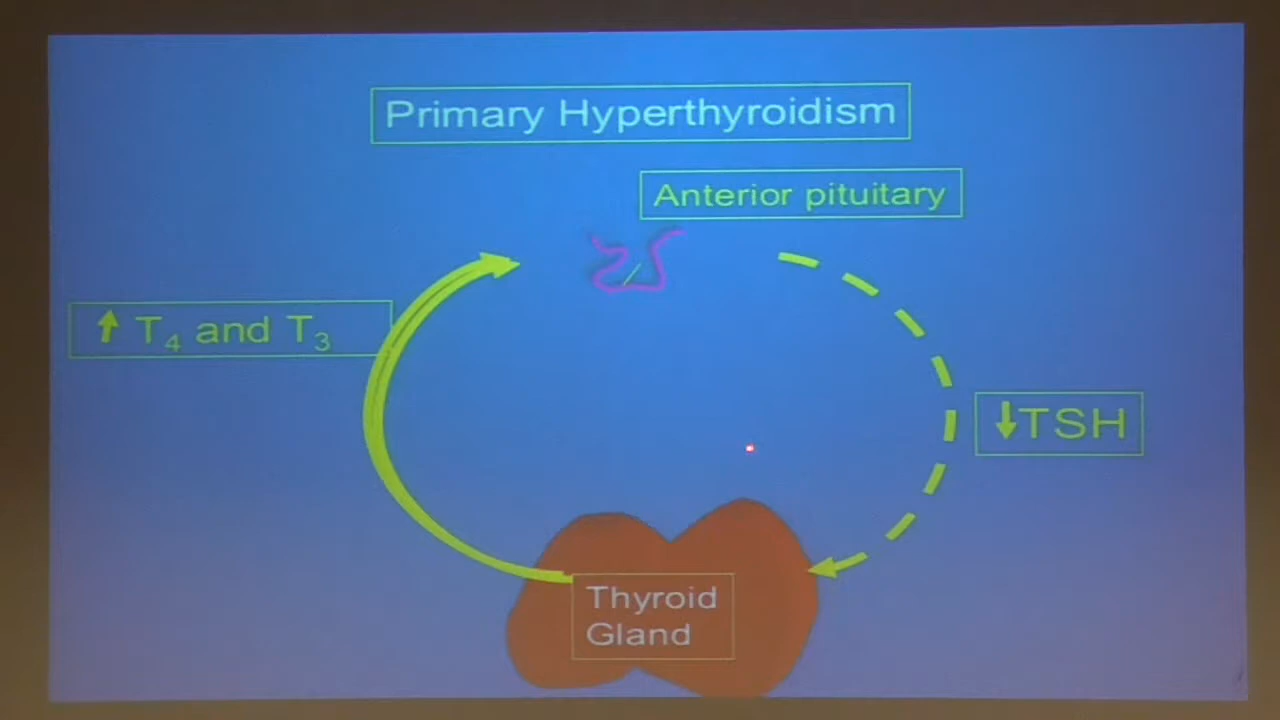 Primary Hyperthyroidism
Anterior pituitary
↑ T₄ and T₃
↓TSH
Thyroid
Gland